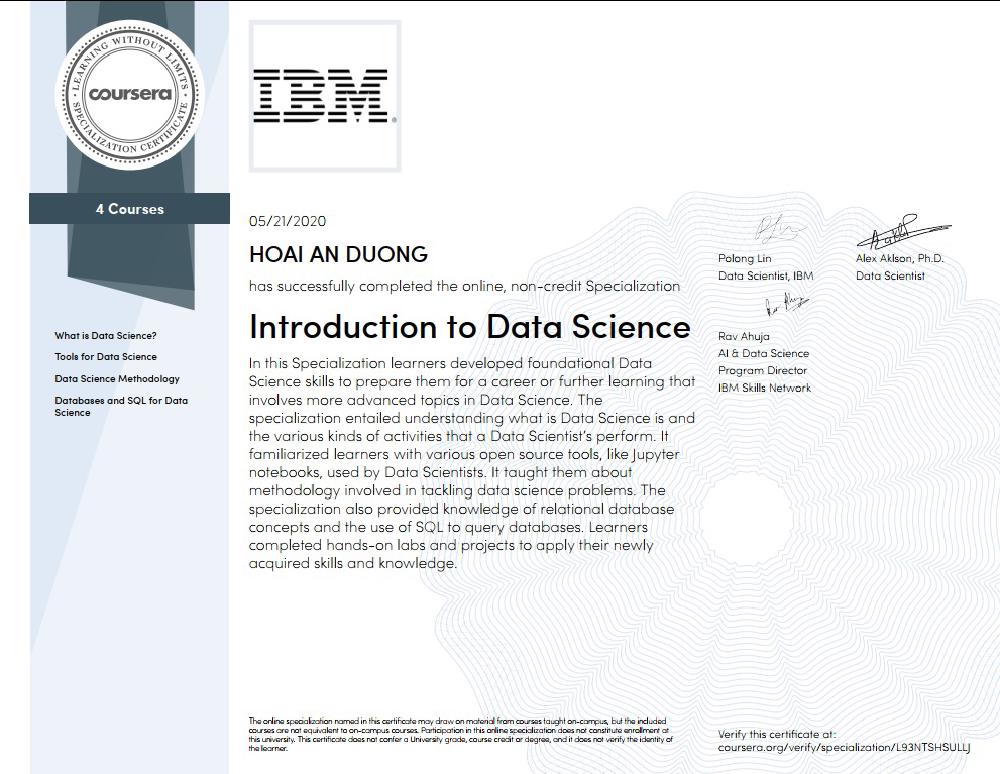 LEARNING WITHOUT LIMITS
coursera
SPECIALIZATION CERTIFICATE
4 Courses
What is Data Science?
Tools for Data Science
Data Science Methodology
Databases and SQL for Data
Science
IBM
05/21/2020
HOAI AN DUONG
has successfully completed the online, non-credit Specialization
Introduction to Data Science
In this Specialization learners developed foundational Data
Science skills to prepare them for a career or further learning that
involves more advanced topics in Data Science. The
specialization entailed understanding what is Data Science is and
the various kinds of activities that a Data Scientist's perform. It
familiarized learners with various open source tools, like Jupyter
notebooks, used by Data Scientists. It taught them about
methodology involved in tackling data science problems. The
specialization also provided knowledge of relational database
concepts and the use of SQL to query databases. Learners
completed hands-on labs and projects to apply their newly
acquired skills and knowledge.
Polong Lin
Data Scientist, IBM
Alex Aklson, Ph.D.
Data Scientist
Rav Ahuja
AI & Data Science
Program Director
IBM Skills Network
The online specialization named in this certificate may draw on material from courses taught on-campus, but the included
courses are not equivalent to on-campus courses. Participation in this online specialization does not constitute enrollment at
this university. This certificate does not confer a University grade, course credit or degree, and it does not verify the identity of
the learner.
Verify this certificate at:
coursera.org/verify/specialization/L93NTSHSULLJ